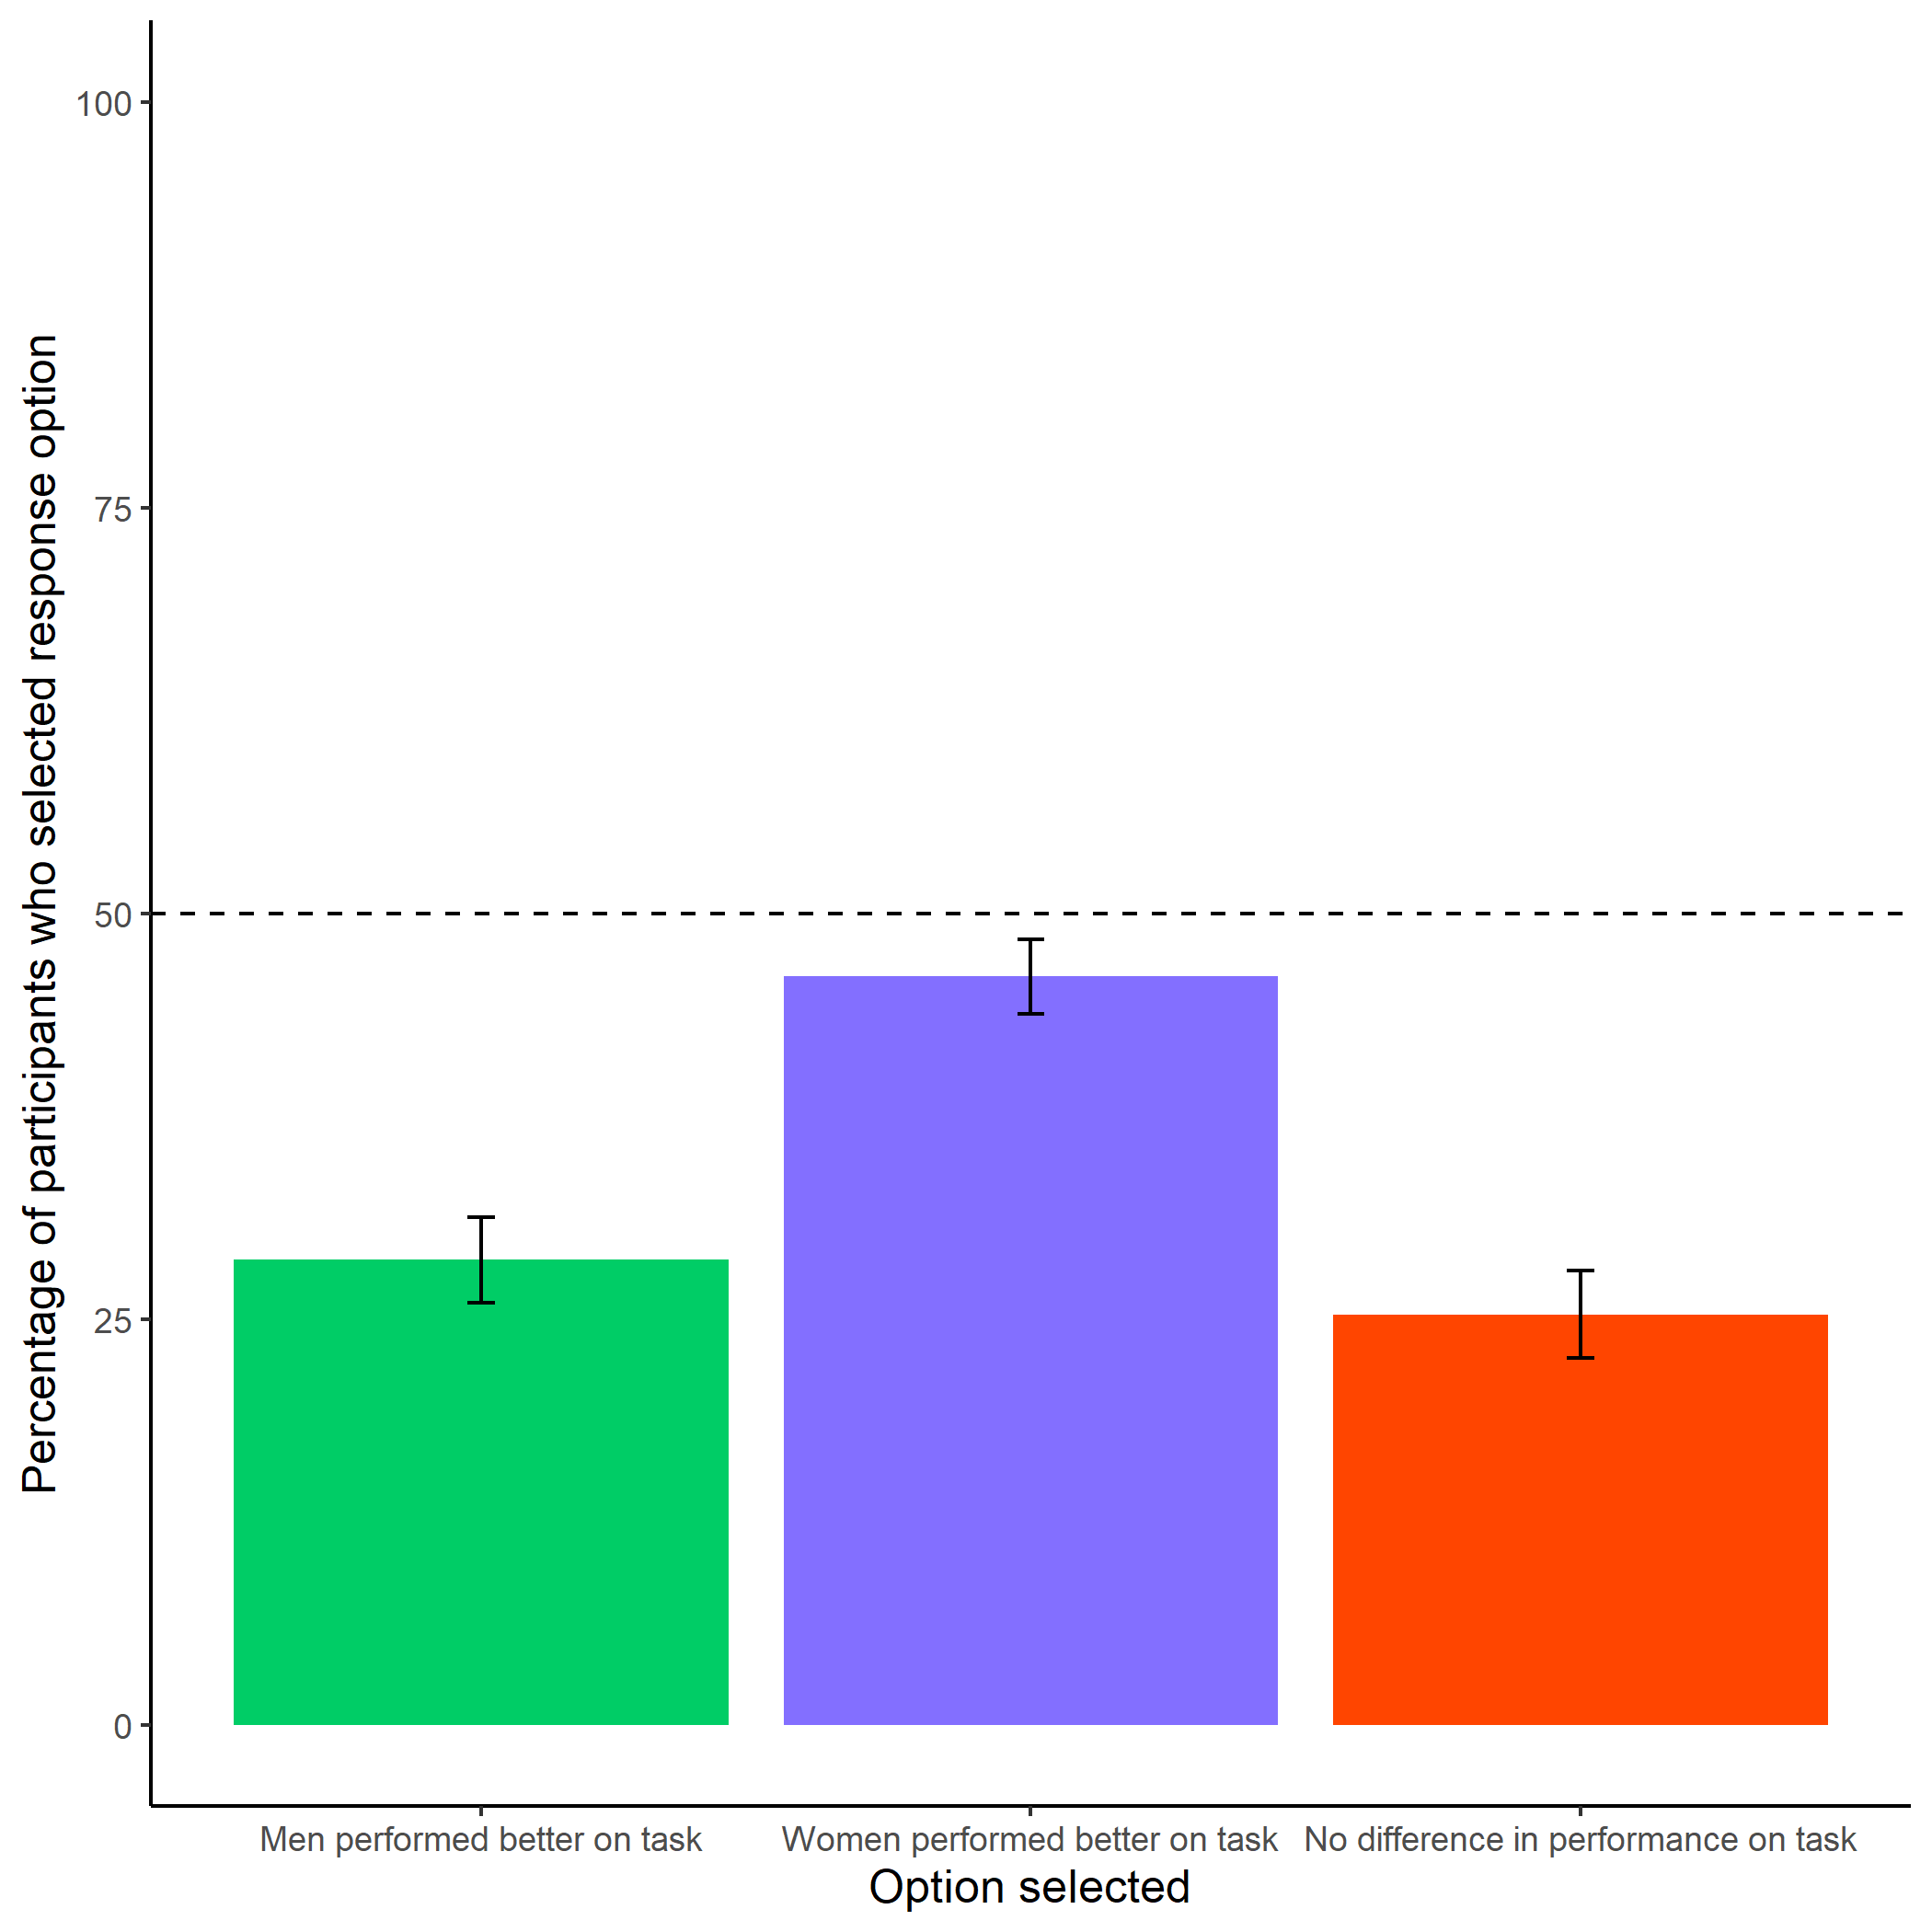 Percentage of participants who selected response option
100
75
50
25
0
Men performed better on task
Women performed better on task
No difference in performance on task
Option selected